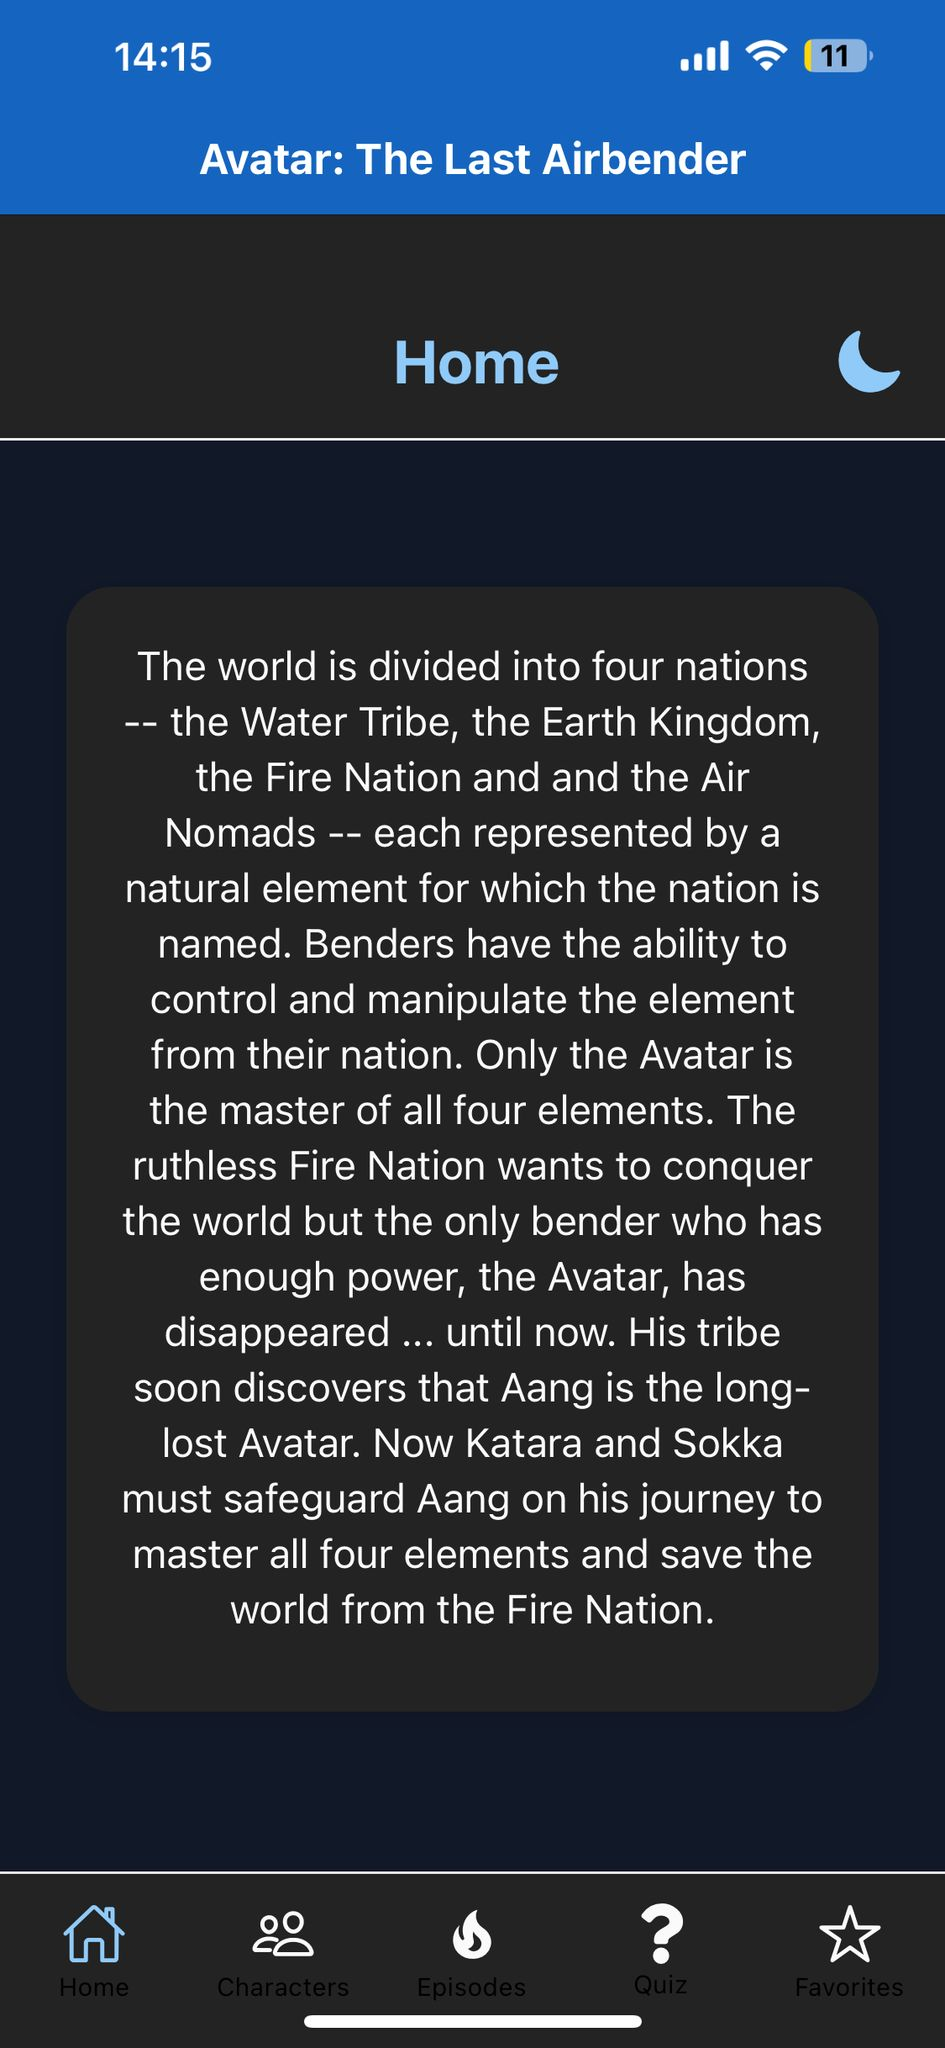 14:15
11
Avatar: The Last Airbender
Home
The world is divided into four nations
-- the Water Tribe, the Earth Kingdom,
the Fire Nation and and the Air
Nomads -- each represented by a
natural element for which the nation is
named. Benders have the ability to
control and manipulate the element
from their nation. Only the Avatar is
the master of all four elements. The
ruthless Fire Nation wants to conquer
the world but the only bender who has
enough power, the Avatar, has
disappeared ... until now. His tribe
soon discovers that Aang is the long-
lost Avatar. Now Katara and Sokka
must safeguard Aang on his journey to
master all four elements and save the
world from the Fire Nation.
Home
Characters
Episodes
Quiz
Favorites